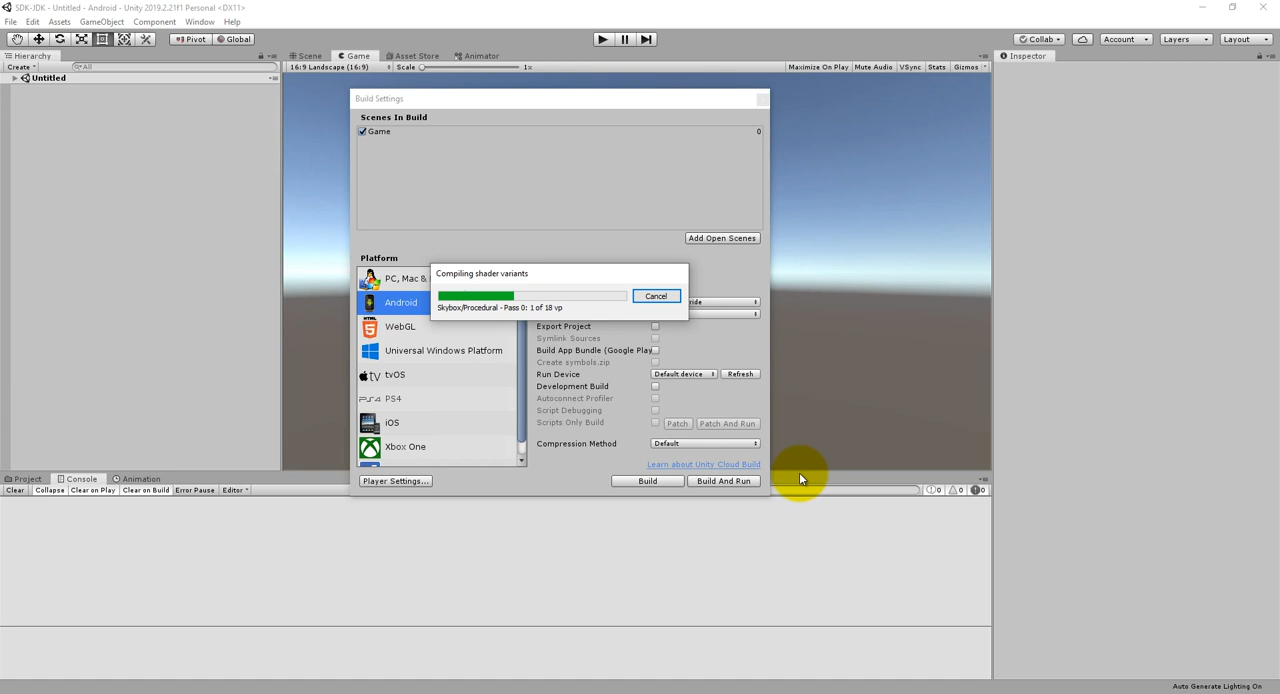 SDK-JDK - Untitled - Android - Unity 2019.2.21f1 Personal <DX11>
File Edit Assets GameObject Component Window Help
Pivot Global Collab Account Layers Layout
Hierarchy Scene Game Asset Store Animator Inspector
Create All 16:9 Landscape (16:9) Scale 1x Maximize On Play Mute Audio VSync Stats Gizmos
Untitled
Build Settings
Scenes In Build
Game 0
Add Open Scenes
Platform
Compiling shader variants
PC, Mac &
Cancel
Android
Skybox/Procedural - Pass 0: 1 of 18 vp
WebGL
Export Project
Symlink Sources
Universal Windows Platform
Build App Bundle (Google Play
Create symbols.zip
tvOS
Run Device Default device Refresh
Development Build
PS4
Autoconnect Profiler
Script Debugging
iOS
Scripts Only Build Patch Patch And Run
Xbox One
Compression Method Default
Learn about Unity Cloud Build
Player Settings... Build Build And Run
Project Console Animation
Clear Collapse Clear on Play Clear on Build Error Pause Editor 0 0 0
Auto Generate Lighting On